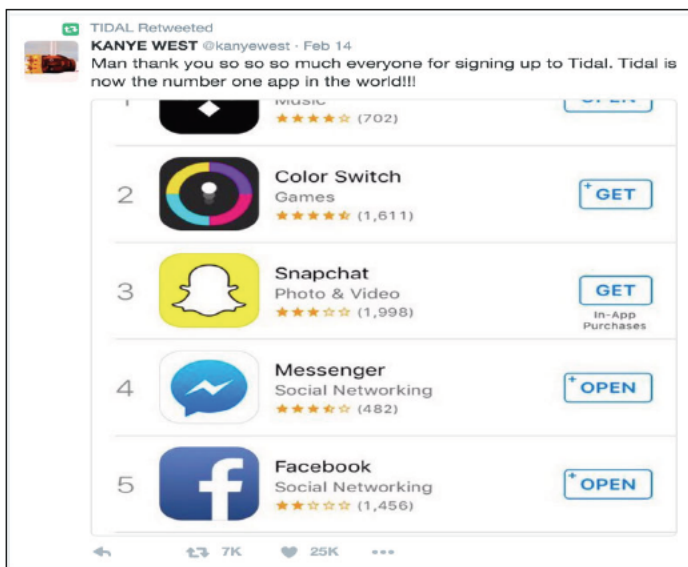 TIDAL Retweeted
KANYE WEST @kanyewest · Feb 14
Man thank you so so so much everyone for signing up to Tidal. Tidal is
now the number one app in the world!!!
1
Music
(702)
OPEN
2
Color Switch
Games
(1,611)
+GET
3
Snapchat
Photo & Video
(1,998)
GET
In-App
Purchases
4
Messenger
Social Networking
(482)
+OPEN
5
Facebook
Social Networking
(1,456)
+OPEN
7K
25K